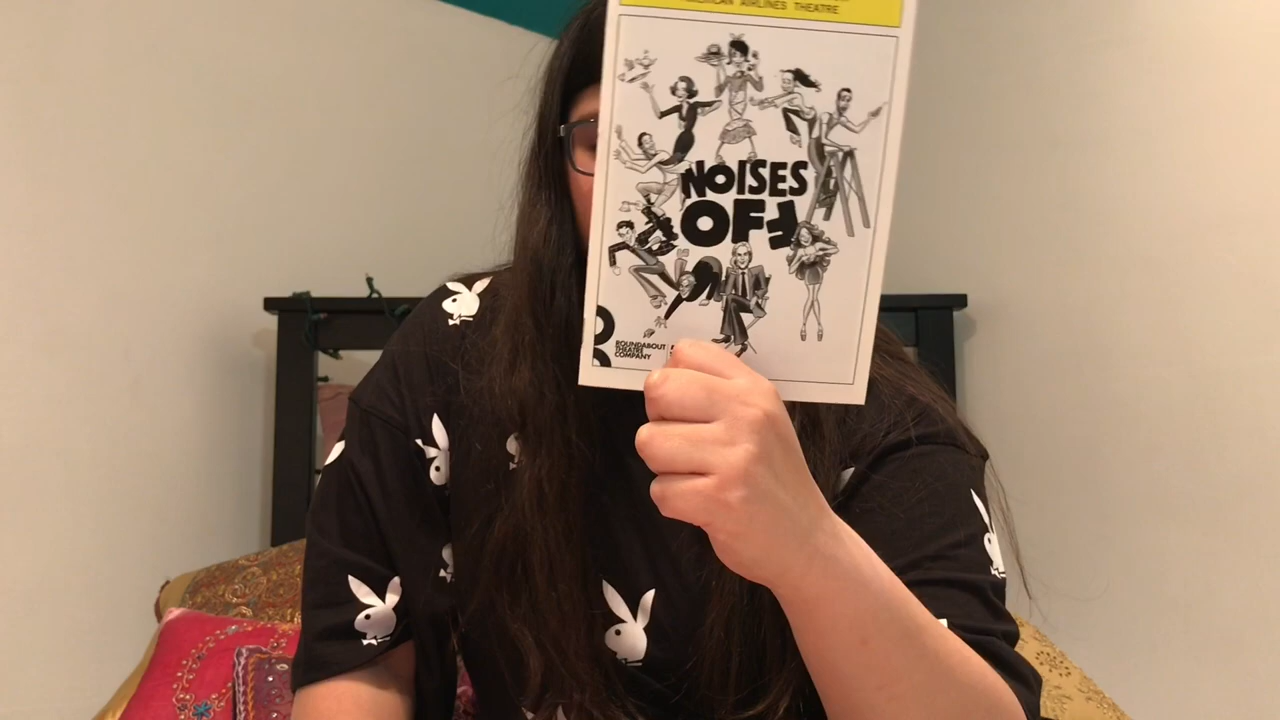 AMERICAN AIRLINES THEATRE
NOISES
OFF
ROUNDABOUT
THEATRE
COMPANY